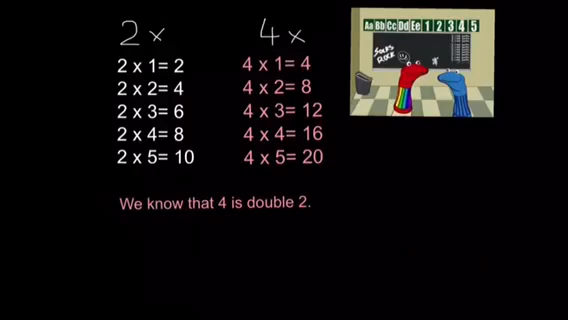 2 x
2 x 1= 2
2 x 2= 4
2 x 3= 6
2 x 4= 8
2 x 5= 10
4 x
4 x 1= 4
4 x 2= 8
4 x 3= 12
4 x 4= 16
4 x 5= 20
We know that 4 is double 2.
Aa Bb Cc Dd Ee 1 2 3 4 5
SOCKS
ROCK